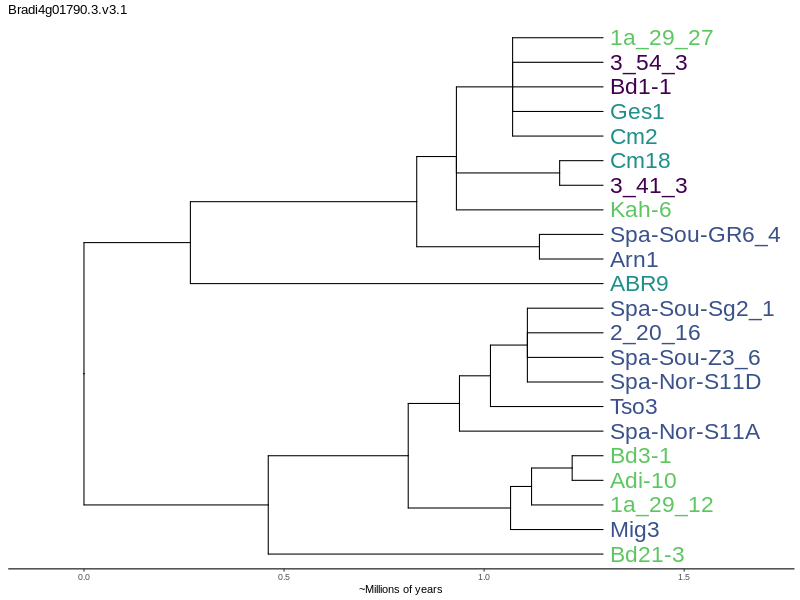 Bradi4g01790.3.v3.1
1a_29_27
3_54_3
Bd1-1
Ges1
Cm2
Cm18
3_41_3
Kah-6
Spa-Sou-GR6_4
Arn1
ABR9
Spa-Sou-Sg2_1
2_20_16
Spa-Sou-Z3_6
Spa-Nor-S11D
Tso3
Spa-Nor-S11A
Bd3-1
Adi-10
1a_29_12
Mig3
Bd21-3
0.0 0.5 1.0 1.5
~Millions of years